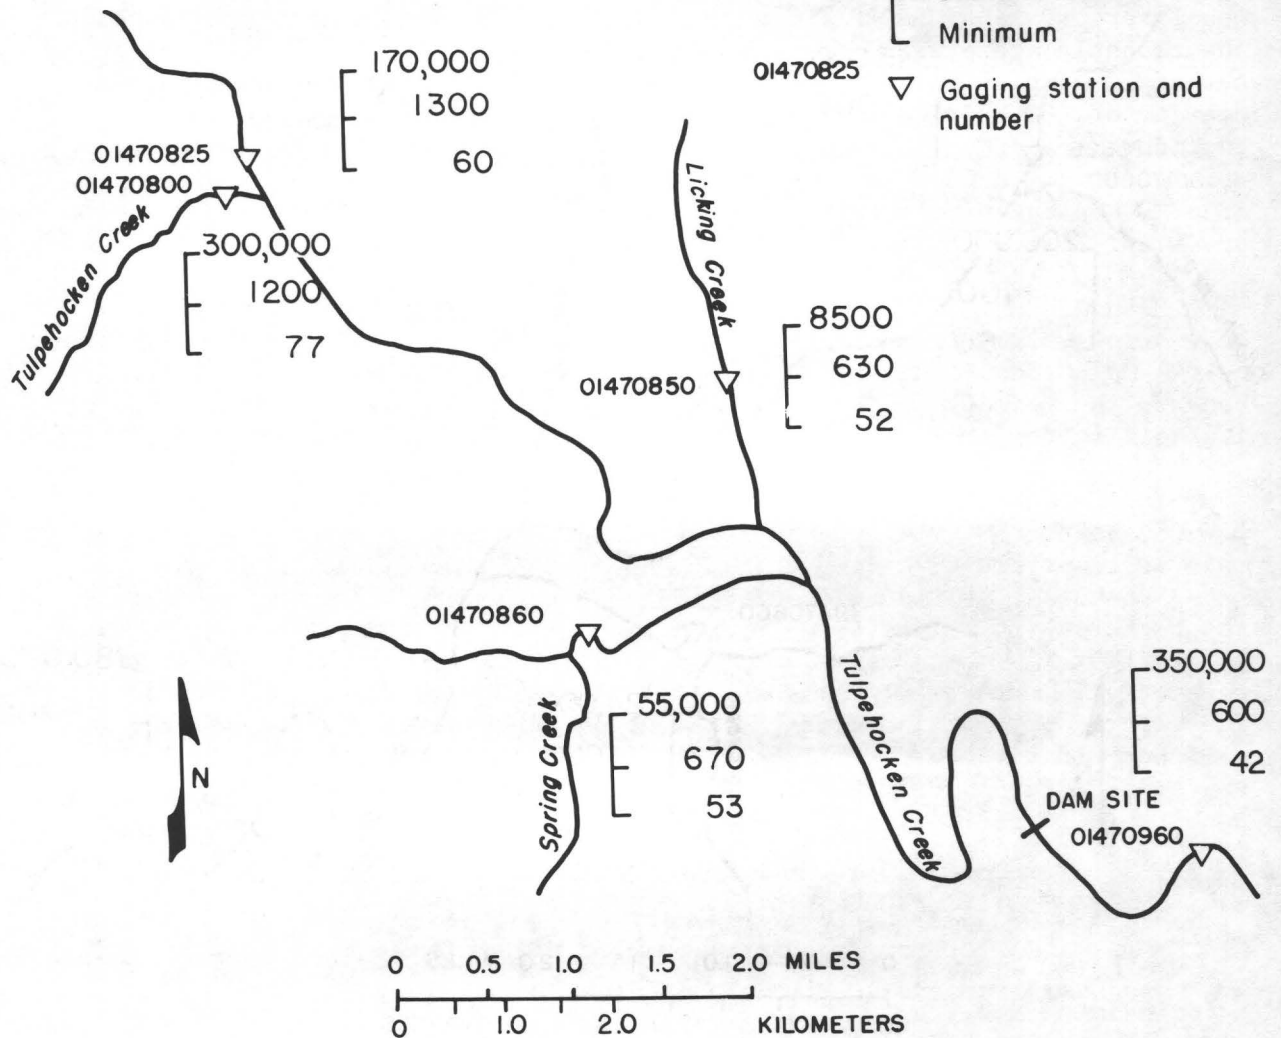 Minimum
01470825
Gaging station and
number
170,000
1300
60
01470825
01470800
Tulpehocken Creek
300,000
1200
77
Licking Creek
8500
630
52
01470850
01470860
Spring Creek
55,000
670
53
Tulpehocken Creek
350,000
600
42
DAM SITE
01470960
N
0 0.5 1.0 1.5 2.0 MILES
0 1.0 2.0 KILOMETERS